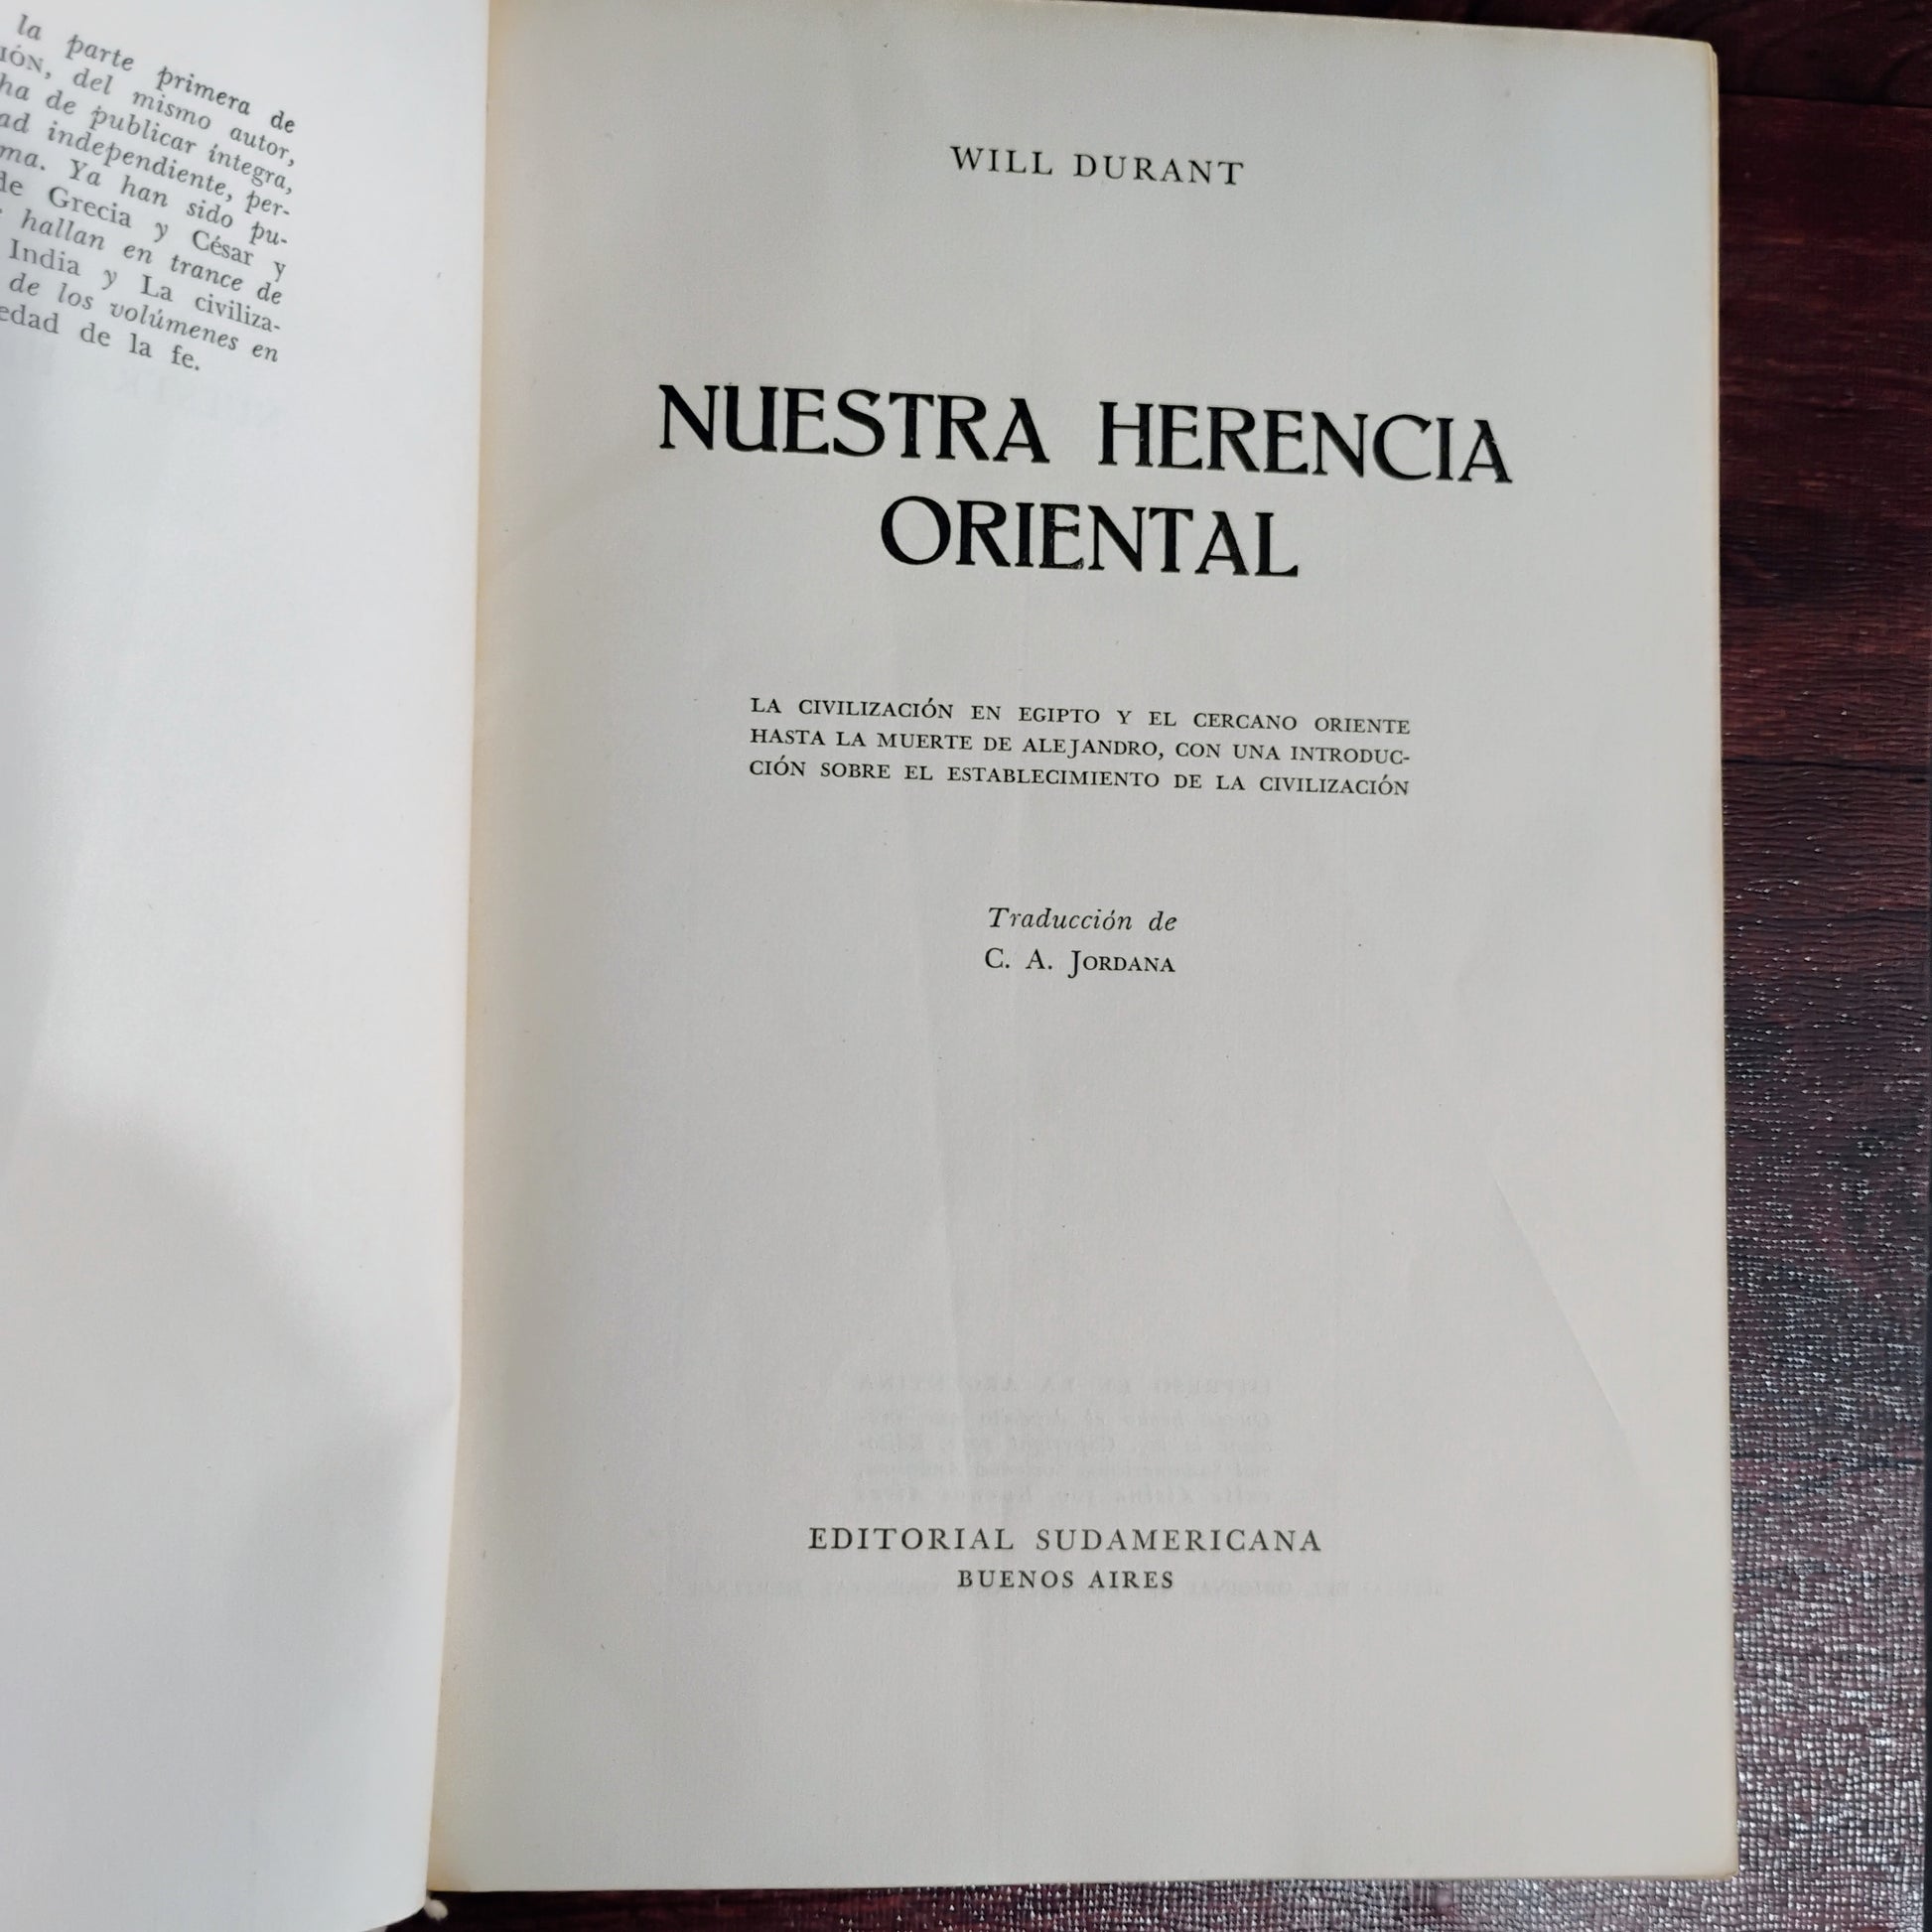 la parte primera de
IÓN, del mismo autor,
ha de publicar íntegra,
ad independiente, per-
ma. Ya han sido pu-
de Grecia y César y
hallan en trance de
India y La civiliza-
de los volúmenes en
edad de la fe.
WILL DURANT
NUESTRA HERENCIA
ORIENTAL
LA CIVILIZACIÓN EN EGIPTO Y EL CERCANO ORIENTE
HASTA LA MUERTE DE ALEJANDRO, CON UNA INTRODUC-
CIÓN SOBRE EL ESTABLECIMIENTO DE LA CIVILIZACIÓN
Traducción de
C. A. JORDANA
EDITORIAL SUDAMERICANA
BUENOS AIRES